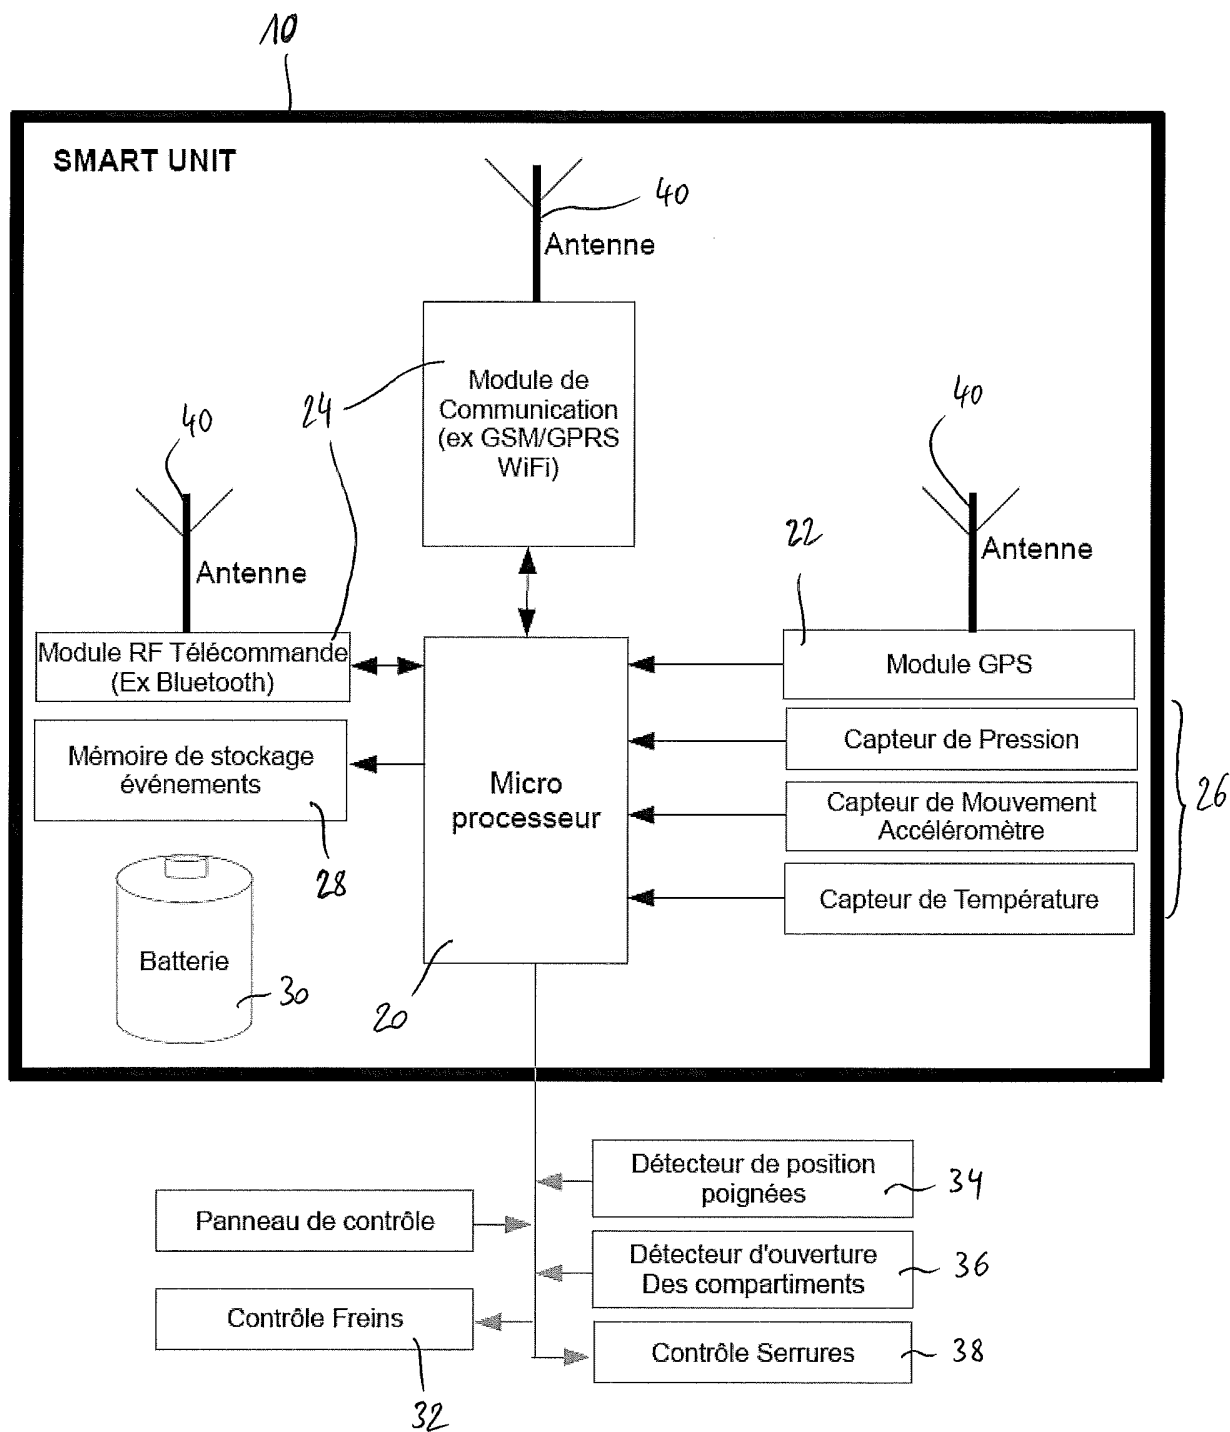 10
SMART UNIT
40
Antenne
24
Module de
Communication
(ex GSM/GPRS
WiFi)
40
Antenne
40
Antenne
22
Module RF Télécommande
(Ex Bluetooth)
Module GPS
Mémoire de stockage
événements
28
Micro
processeur
20
Capteur de Pression
Capteur de Mouvement
Accéléromètre
Capteur de Température
26
Batterie
30
Détecteur de position
poignées
34
Panneau de contrôle
Détecteur d'ouverture
Des compartiments
36
Contrôle Freins
32
Contrôle Serrures
38